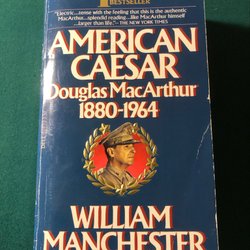 BESTSELLER
"Electric...tense with the feeling that this is the authentic
MacArthur...splendid reading...like MacArthur himself
...larger than life." — THE NEW YORK TIMES
AMERICAN
CAESAR
Douglas MacArthur
1880-1964
WILLIAM
MANCHESTER